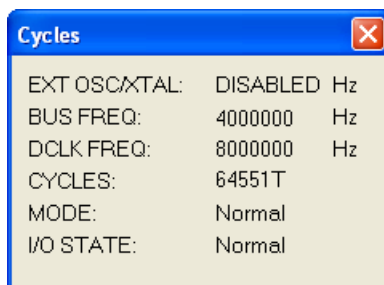 Cycles
EXT OSC/XTAL: DISABLED Hz
BUS FREQ: 4000000 Hz
DCLK FREQ: 8000000 Hz
CYCLES: 64551T
MODE: Normal
I/O STATE: Normal